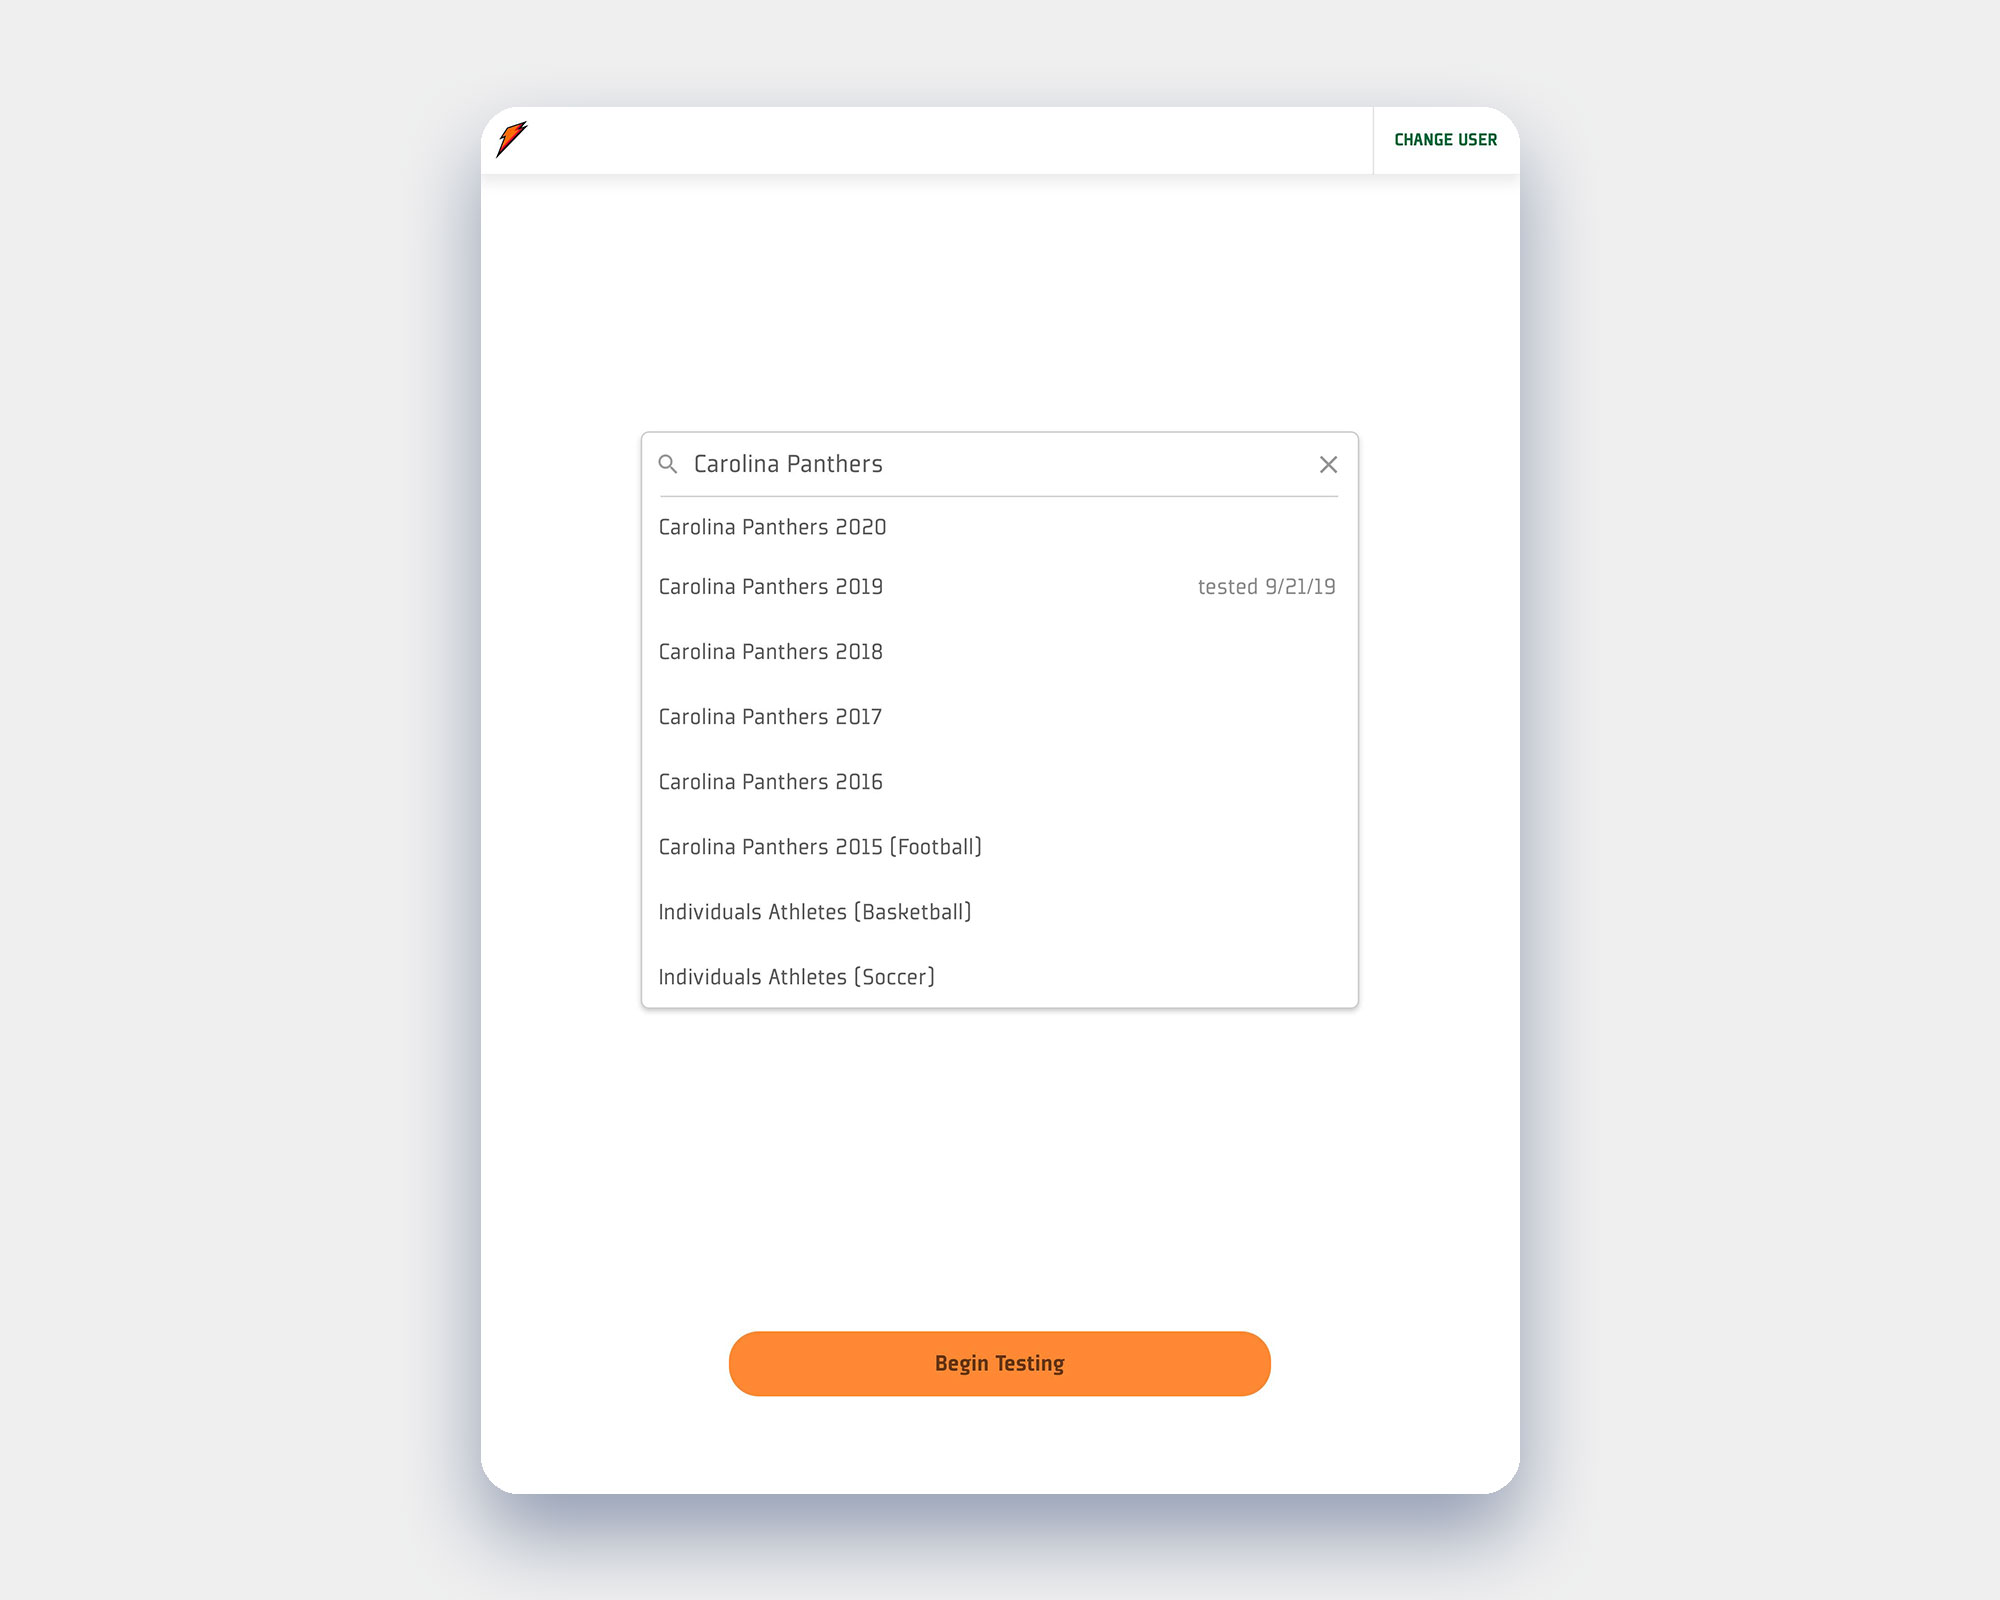 CHANGE USER
Carolina Panthers
Carolina Panthers 2020
Carolina Panthers 2019 tested 9/21/19
Carolina Panthers 2018
Carolina Panthers 2017
Carolina Panthers 2016
Carolina Panthers 2015 (Football)
Individuals Athletes (Basketball)
Individuals Athletes (Soccer)
Begin Testing